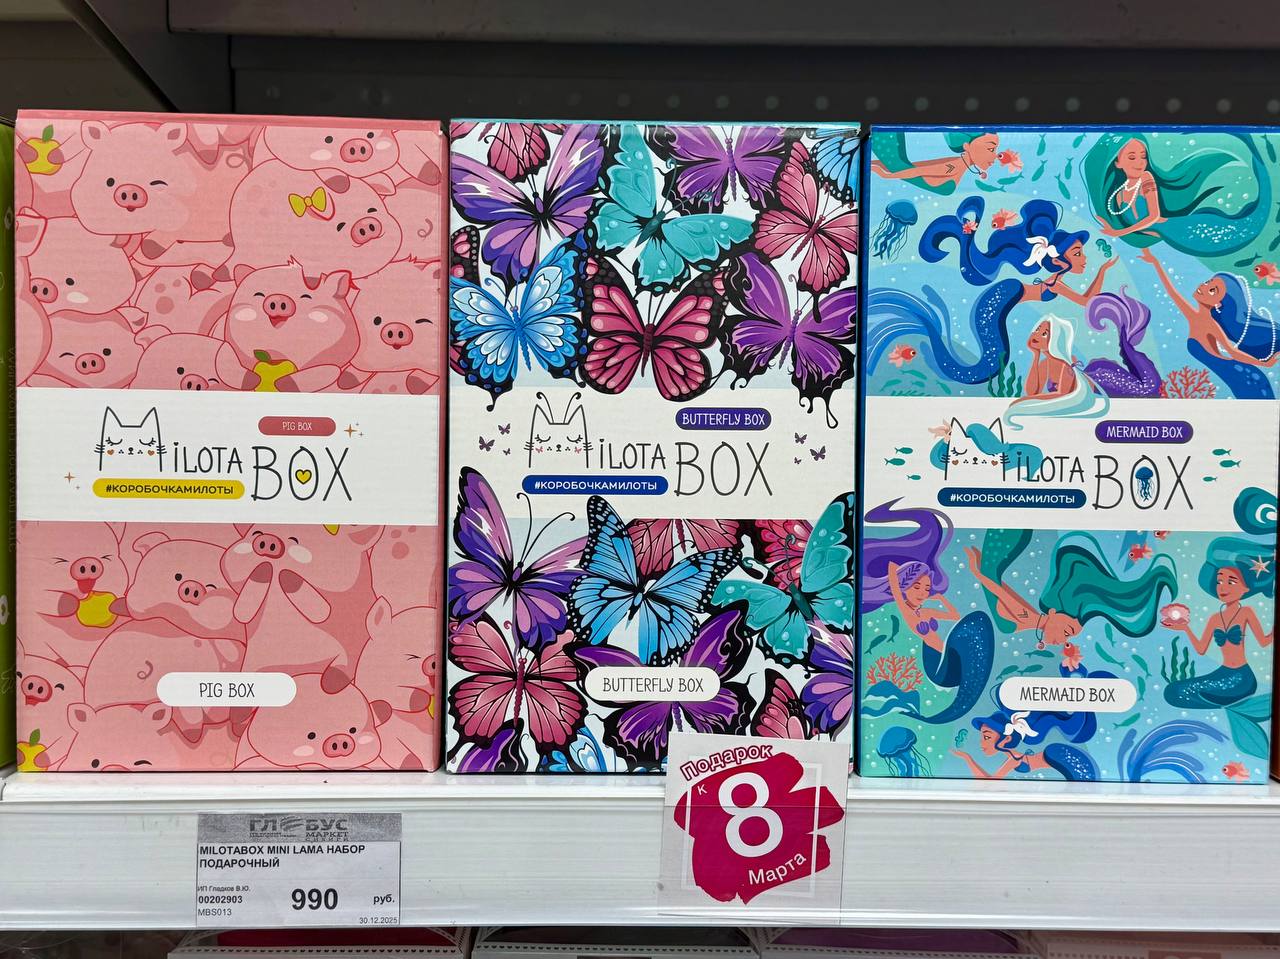 PIG BOX
MILOTA BOX
#КОРОБОЧКАМИЛОТЫ
PIG BOX
BUTTERFLY BOX
MILOTA BOX
#КОРОБОЧКАМИЛОТЫ
BUTTERFLY BOX
MERMAID BOX
MILOTA BOX
#КОРОБОЧКАМИЛОТЫ
MERMAID BOX
Подарок
к 8
Марта
ГЛОБУС
МАРКЕТ
MILOTABOX MINI LAMA НАБОР
ПОДАРОЧНЫЙ
ИП Гладков В.Ю.
00202903
990 руб.
MBS013
30.12.2025